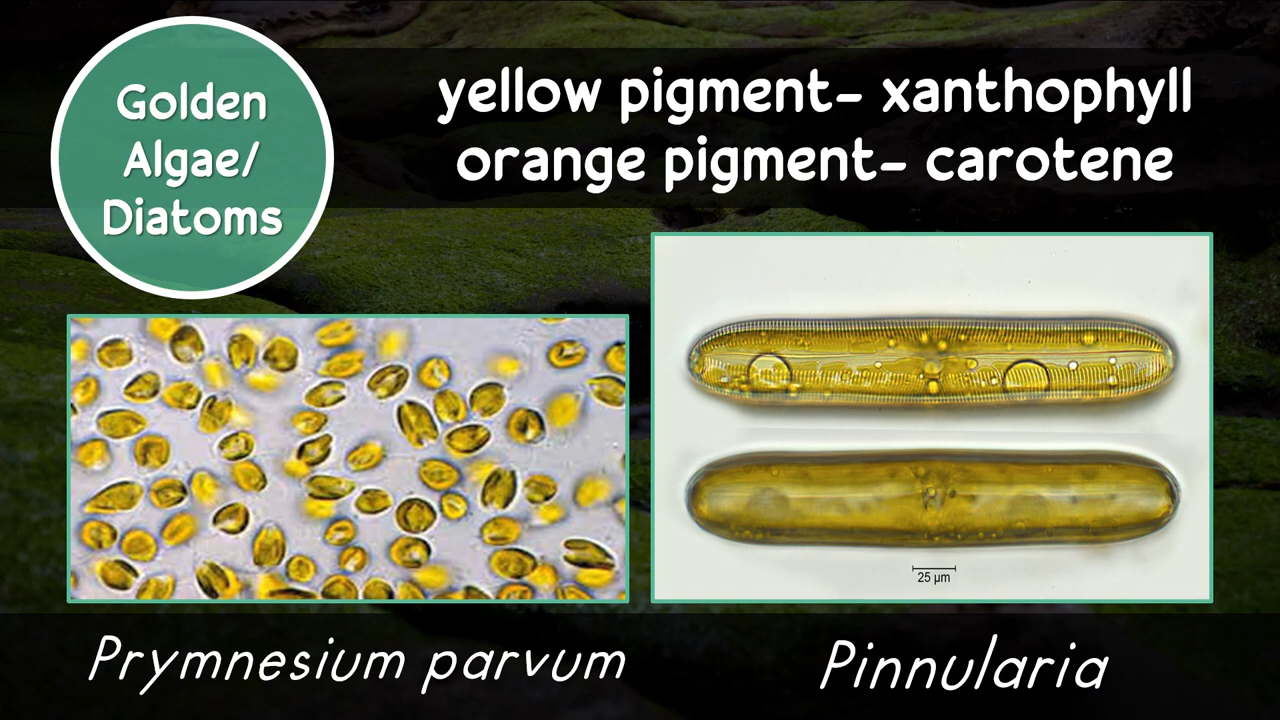 Golden
Algae/
Diatoms
yellow pigment- xanthophyll
orange pigment- carotene
25 µm
Prymnesium parvum
Pinnularia